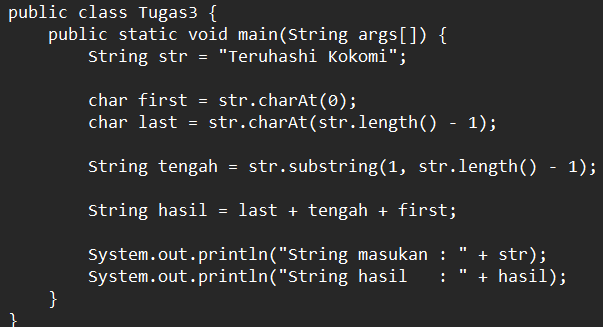 public class Tugas3 {
    public static void main(String args[]) {
        String str = "Teruhashi Kokomi";

        char first = str.charAt(0);
        char last = str.charAt(str.length() - 1);

        String tengah = str.substring(1, str.length() - 1);

        String hasil = last + tengah + first;

        System.out.println("String masukan : " + str);
        System.out.println("String hasil   : " + hasil);
    }
}